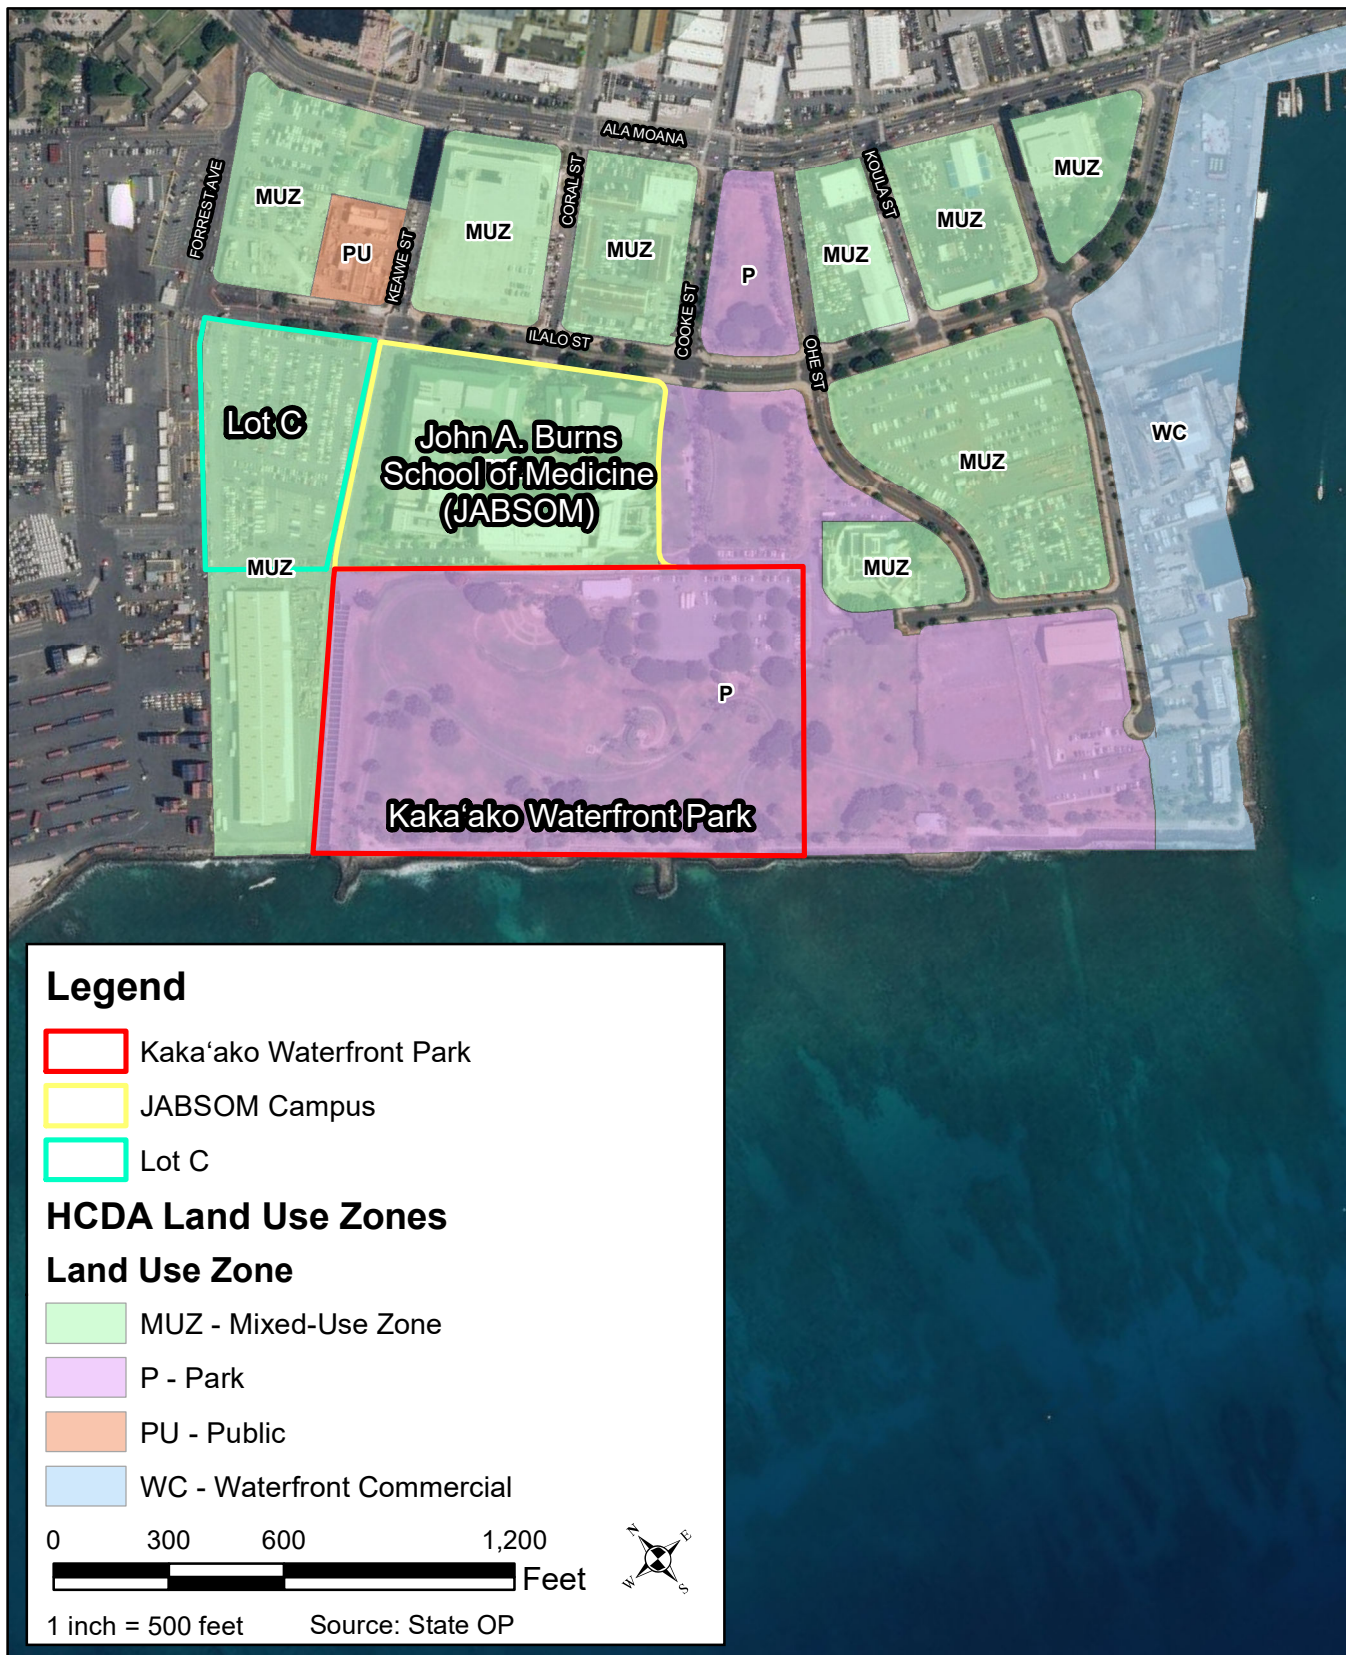 ALA MOANA
FORREST AVE
MUZ
PU
KEAWE ST
MUZ
CORAL ST
MUZ
COOKE ST
P
MUZ
KOULA ST
MUZ
MUZ
ILALO ST
OHE ST
Lot C
John A. Burns
School of Medicine
(JABSOM)
MUZ
WC
MUZ
MUZ
P
Kaka‘ako Waterfront Park
Legend
Kaka‘ako Waterfront Park
JABSOM Campus
Lot C
HCDA Land Use Zones
Land Use Zone
MUZ - Mixed-Use Zone
P - Park
PU - Public
WC - Waterfront Commercial
0 300 600 1,200
Feet
N E
W S
1 inch = 500 feet Source: State OP